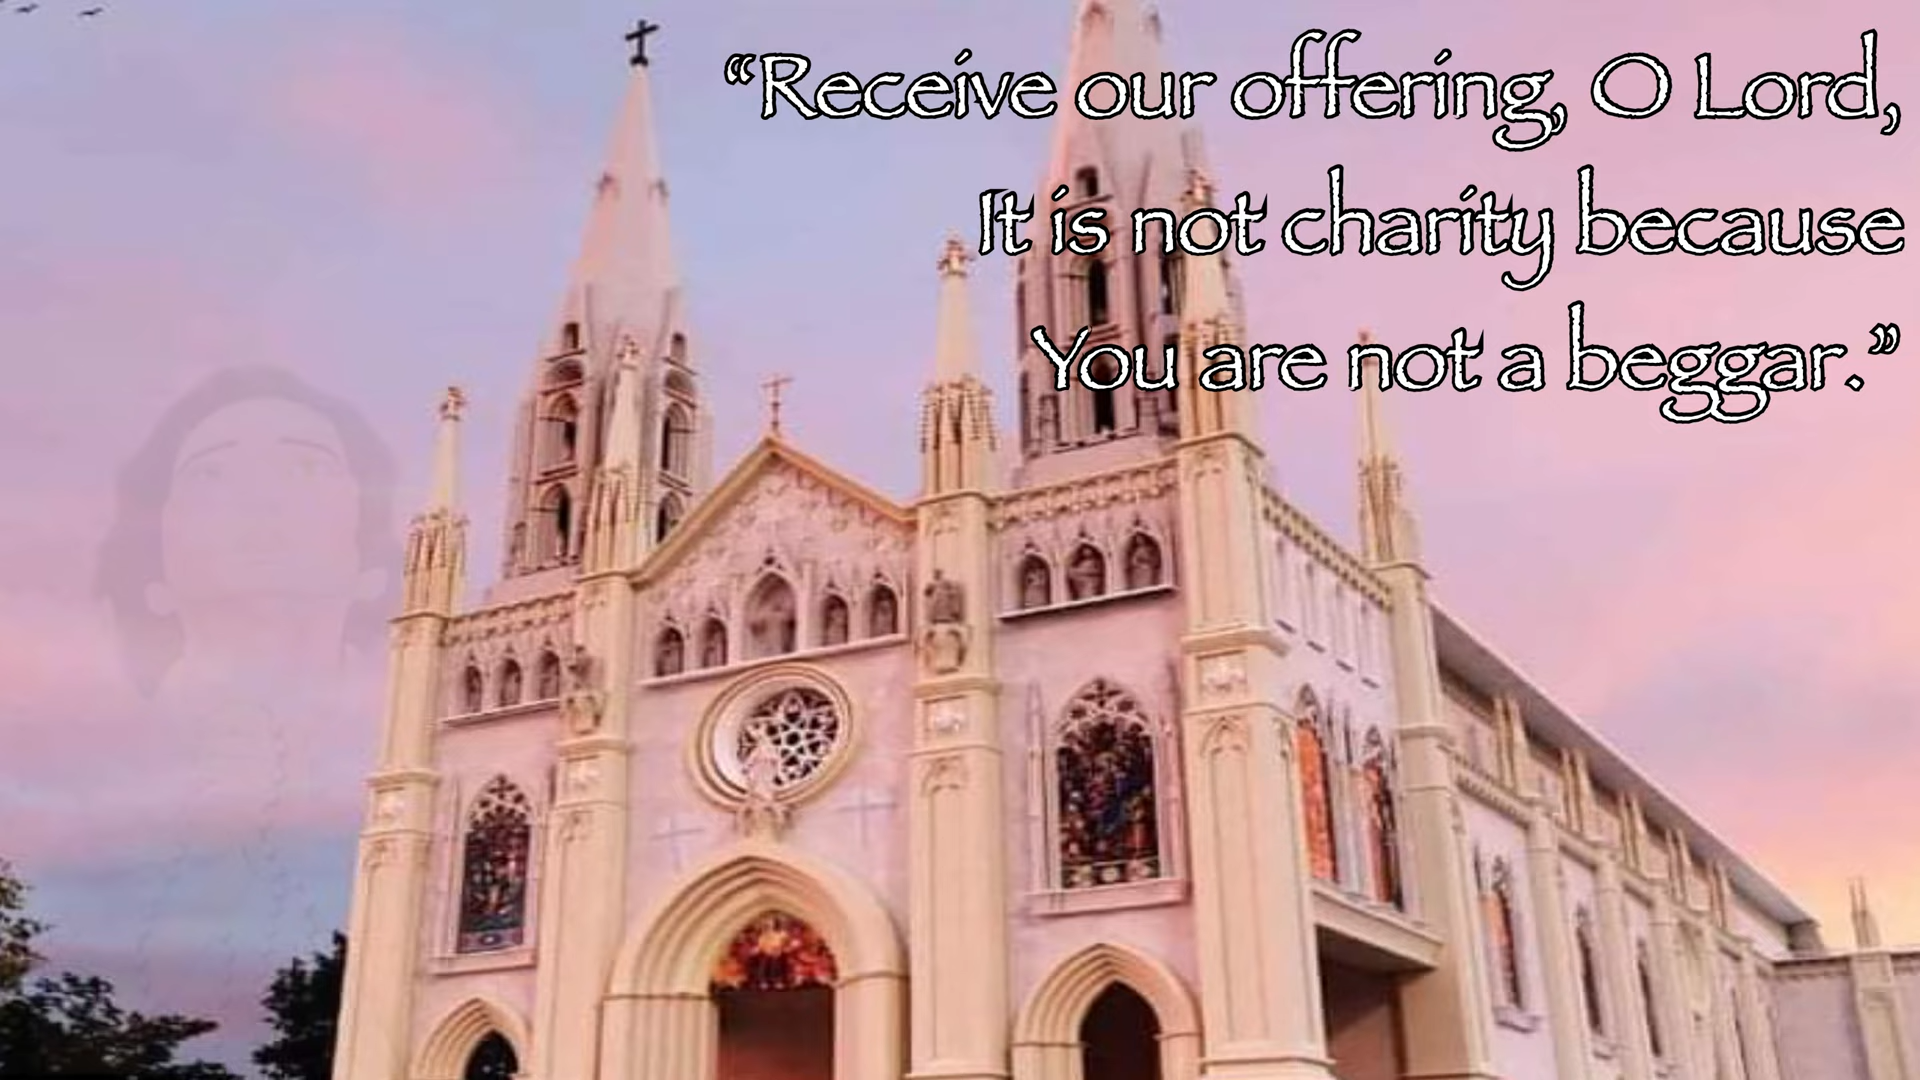 “Receive our offering, O Lord,
It is not charity because
You are not a beggar.”